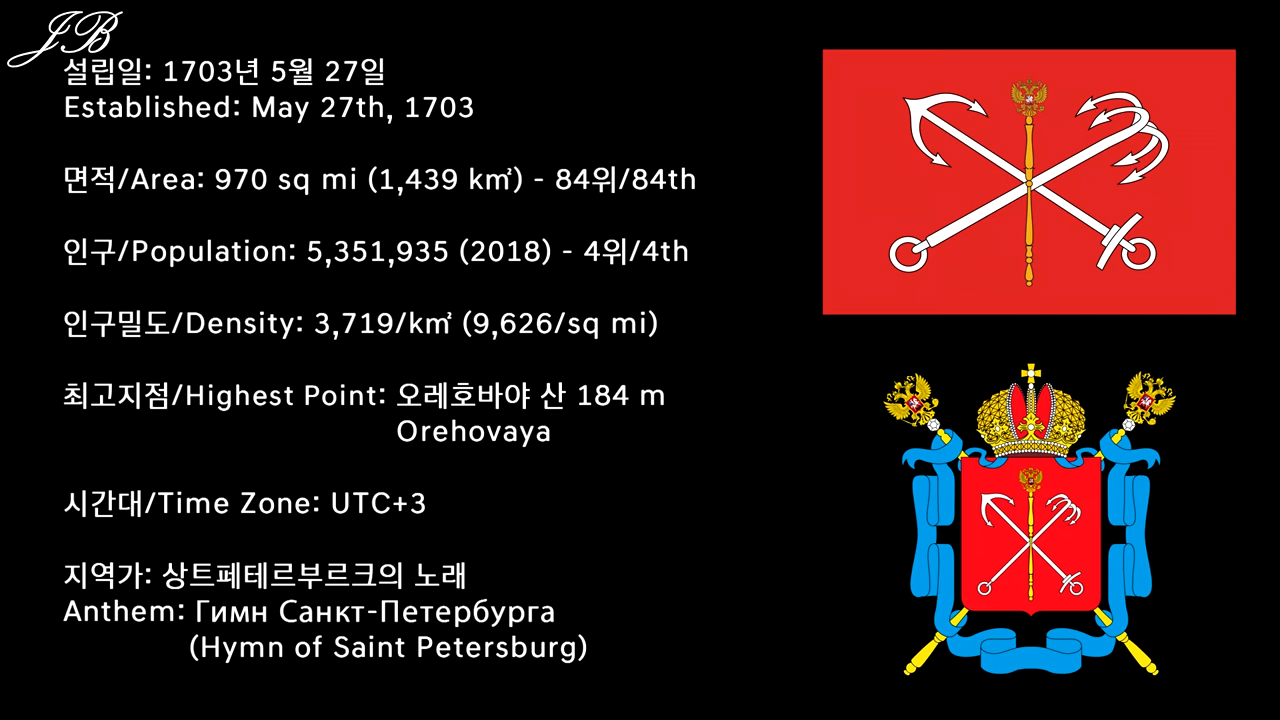 JB
설립일: 1703년 5월 27일
Established: May 27th, 1703
면적/Area: 970 sq mi (1,439 ㎢) - 84위/84th
인구/Population: 5,351,935 (2018) - 4위/4th
인구밀도/Density: 3,719/㎢ (9,626/sq mi)
최고지점/Highest Point: 오레호바야 산 184 m
Orehovaya
시간대/Time Zone: UTC+3
지역가: 상트페테르부르크의 노래
Anthem: Гимн Санкт-Петербурга
(Hymn of Saint Petersburg)